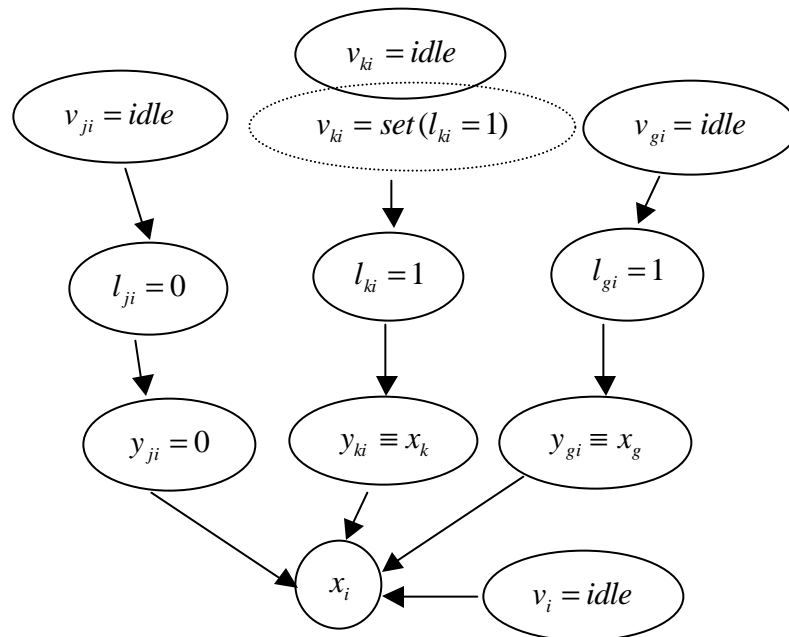 v_{ki} = idle
v_{ji} = idle
v_{ki} = set(l_{ki} = 1)
v_{gi} = idle
l_{ji} = 0
l_{ki} = 1
l_{gi} = 1
y_{ji} = 0
y_{ki} ≡ x_k
y_{gi} ≡ x_g
x_i
v_i = idle